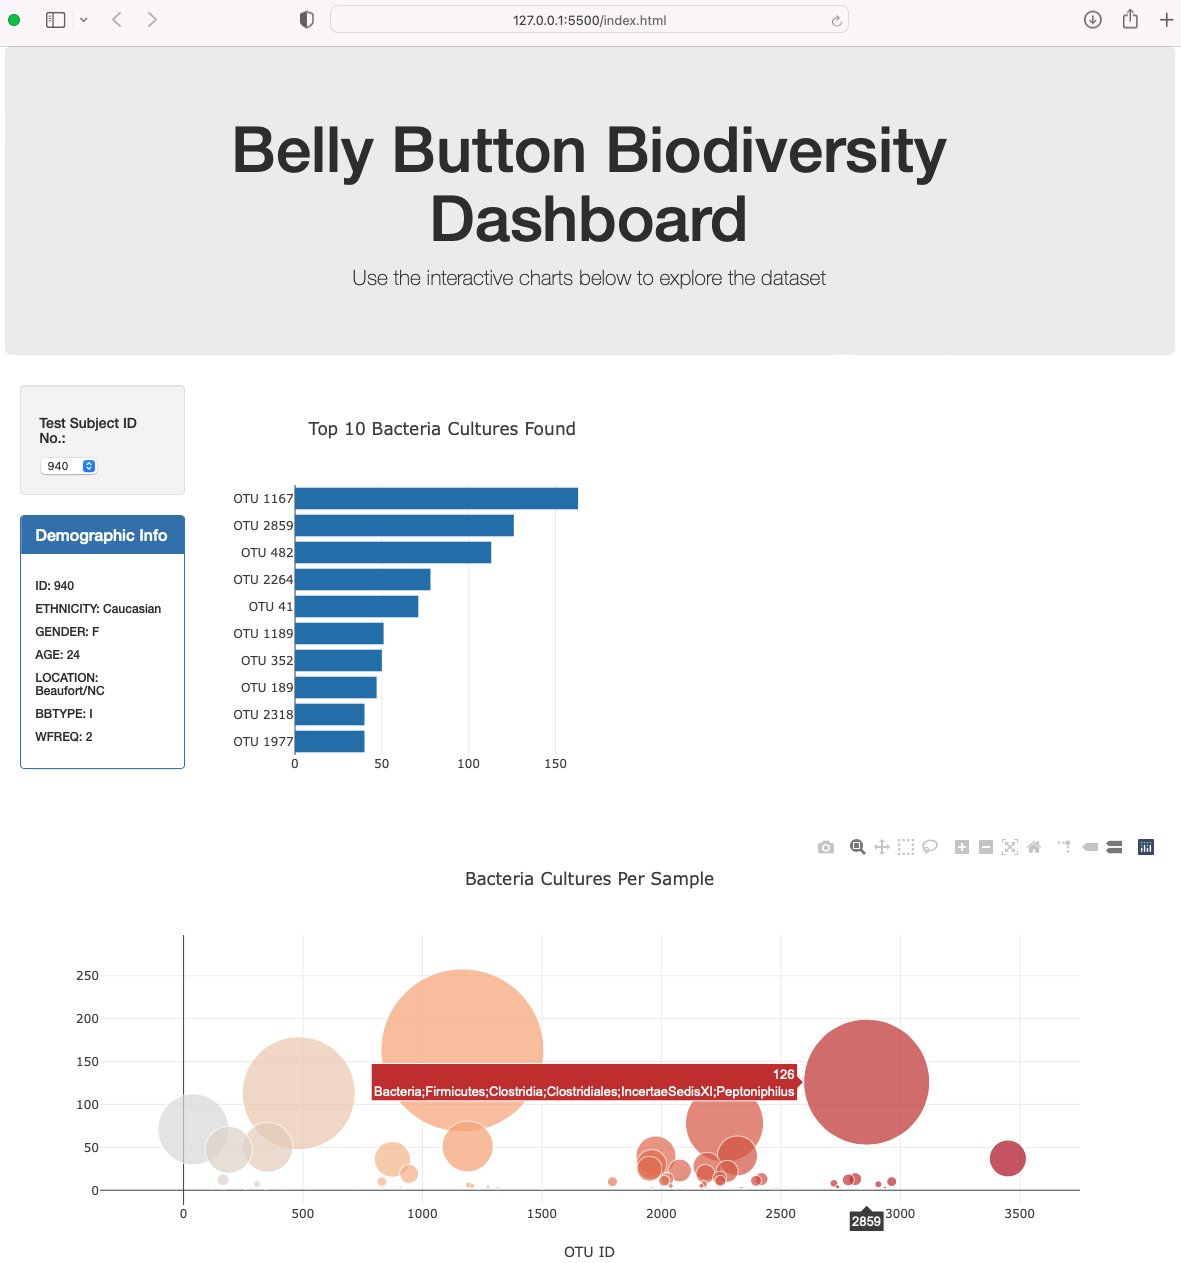 127.0.0.1:5500/index.html
Belly Button Biodiversity
Dashboard
Use the interactive charts below to explore the dataset
Test Subject ID
No.:
940
Demographic Info
ID: 940
ETHNICITY: Caucasian
GENDER: F
AGE: 24
LOCATION:
Beaufort/NC
BBTYPE: I
WFREQ: 2
Top 10 Bacteria Cultures Found
OTU 1167
OTU 2859
OTU 482
OTU 2264
OTU 41
OTU 1189
OTU 352
OTU 189
OTU 2318
OTU 1977
0 50 100 150
Bacteria Cultures Per Sample
250
200
150
100
50
0
126
Bacteria;Firmicutes;Clostridia;Clostridiales;IncertaeSedisXI;Peptoniphilus
0 500 1000 1500 2000 2500 3000 3500
2859
OTU ID